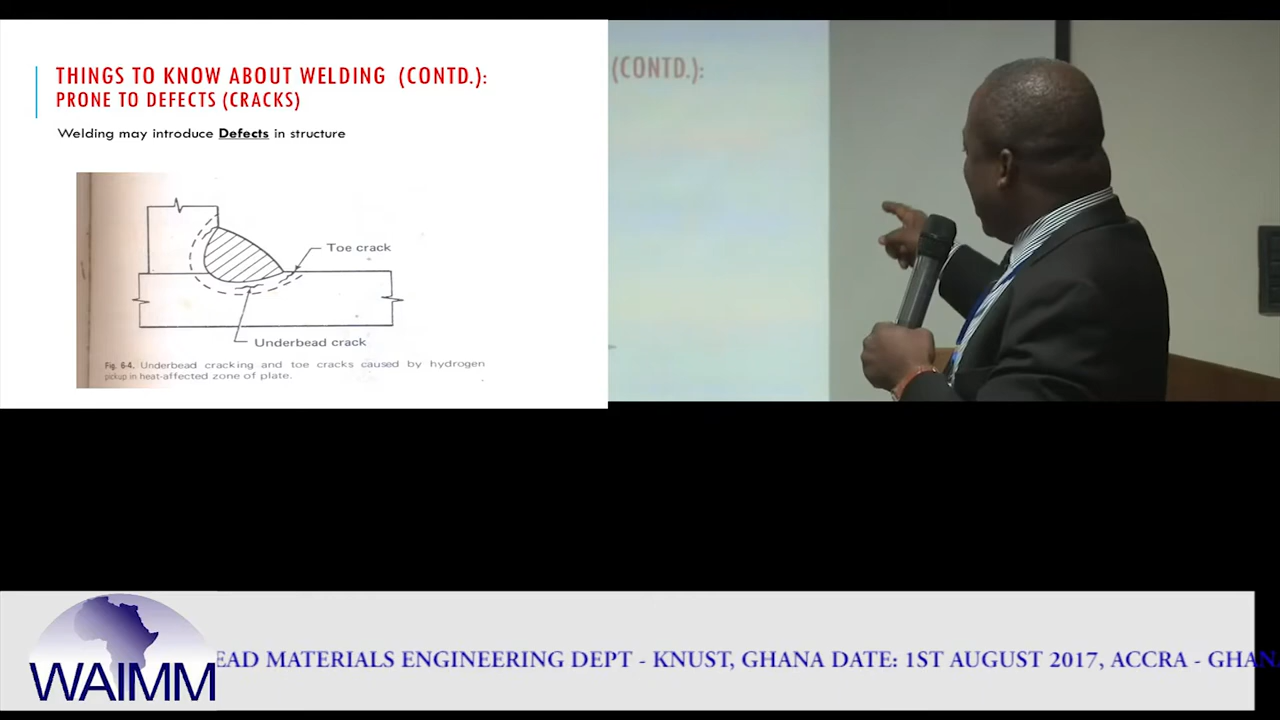 THINGS TO KNOW ABOUT WELDING (CONTD.):
PRONE TO DEFECTS (CRACKS)
Welding may introduce Defects in structure
Toe crack
Underbead crack
Fig. 6-4. Underbead cracking and toe cracks caused by hydrogen
pickup in heat-affected zone of plate.
(CONTD.):
WAIMM
EAD MATERIALS ENGINEERING DEPT - KNUST, GHANA DATE: 1ST AUGUST 2017, ACCRA - GHAN